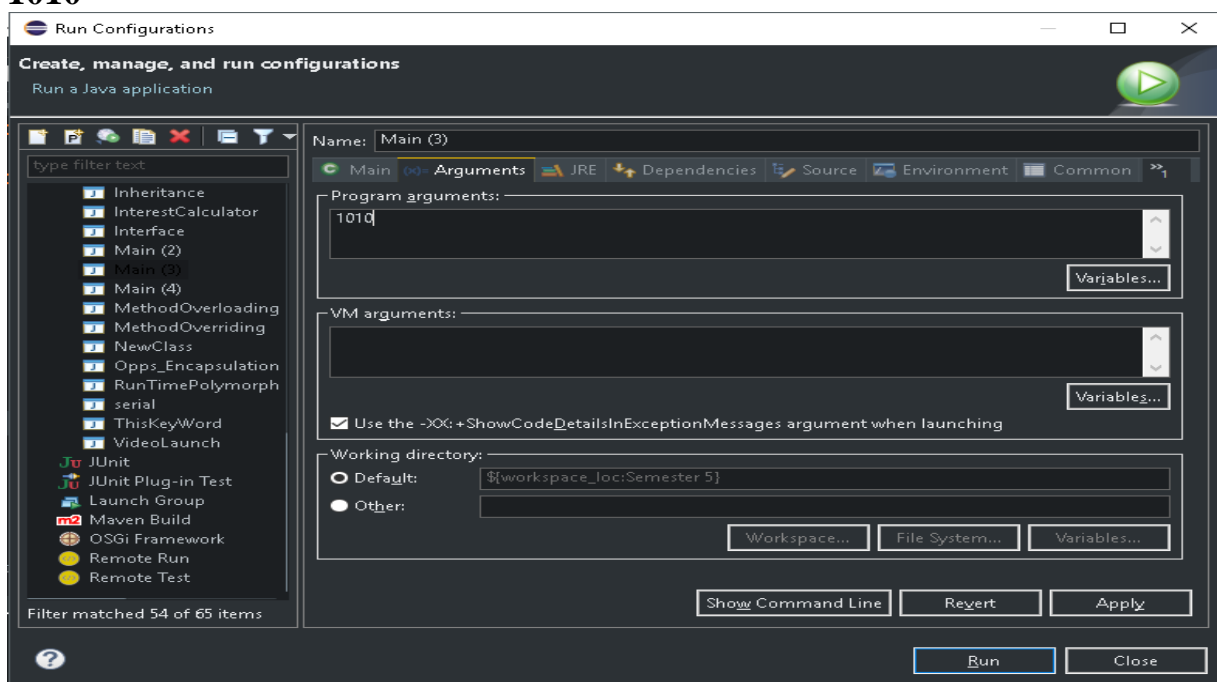 1010
Run Configurations
Create, manage, and run configurations
Run a Java application
type filter text
Inheritance
InterestCalculator
Interface
Main (2)
Main (3)
Main (4)
MethodOverloading
MethodOverriding
NewClass
Opps_Encapsulation
RunTimePolymorph
serial
ThisKeyWord
VideoLaunch
JUnit
JUnit Plug-in Test
Launch Group
Maven Build
OSGi Framework
Remote Run
Remote Test
Filter matched 54 of 65 items
Name: Main (3)
Main (x)= Arguments JRE Dependencies Source Environment Common »1
Program arguments:
1010
Variables...
VM arguments:
Variables...
Use the -XX:+ShowCodeDetailsInExceptionMessages argument when launching
Working directory:
Default: ${workspace_loc:Semester 5}
Other:
Workspace... File System... Variables...
Show Command Line Revert Apply
Run Close